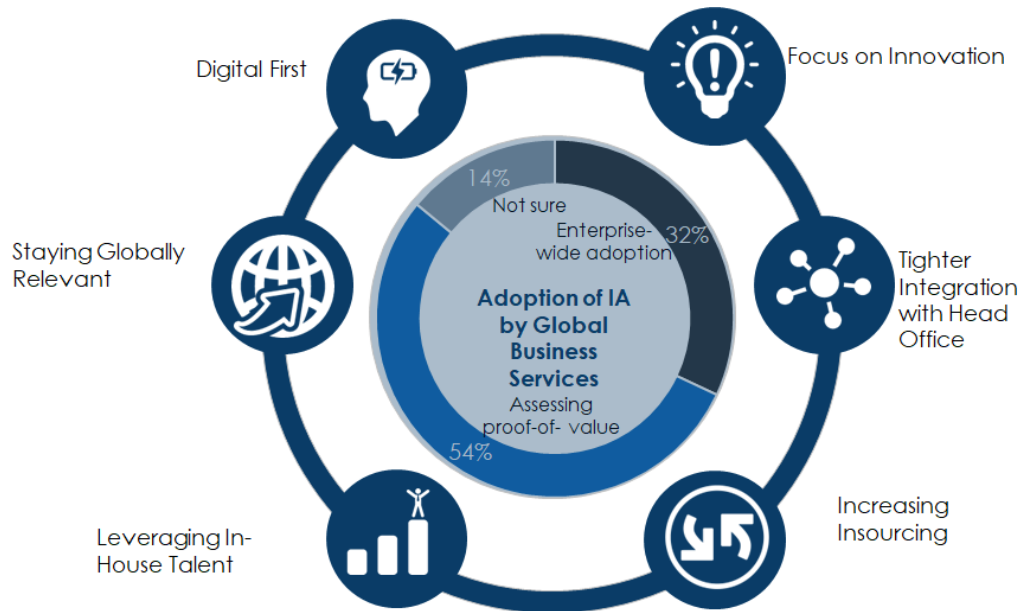 Digital First
Focus on Innovation
14%
Not sure
Enterprise-
wide adoption
32%
Staying Globally
Relevant
Tighter
Integration
with Head
Office
Adoption of IA
by Global
Business
Services
Assessing
proof-of- value
54%
Leveraging In-
House Talent
Increasing
Insourcing